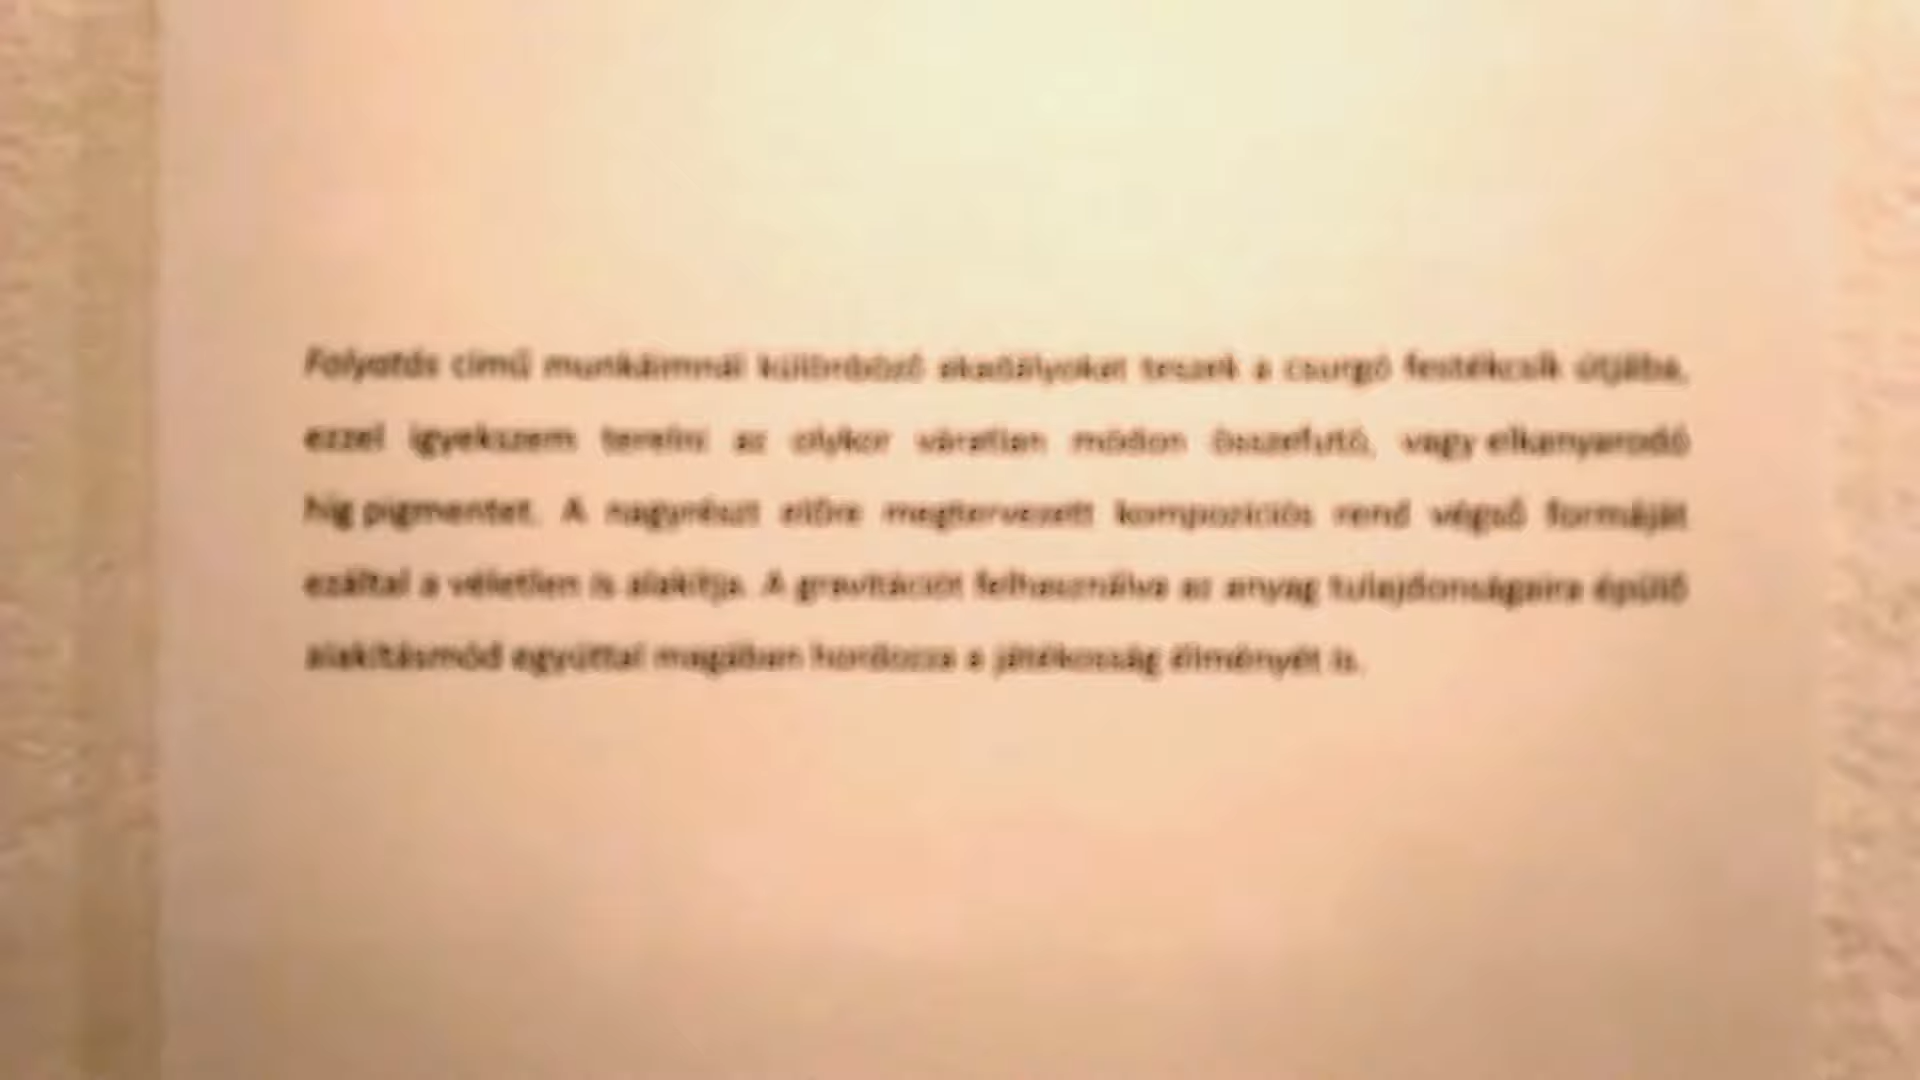 Folyatás című munkáimnál különböző akadályokat teszek a csurgó festékcsík útjába,
ezzel igyekszem terelni az olykor váratlan módon összefutó, vagy elkanyarodó
híg pigmentet. A nagyrészt előre megtervezett kompozíciós rend végső formáját
ezáltal a véletlen is alakítja. A gravitációt felhasználva az anyag tulajdonságaira épülő
alakításmód egyúttal magában hordozza a játékosság élményét is.